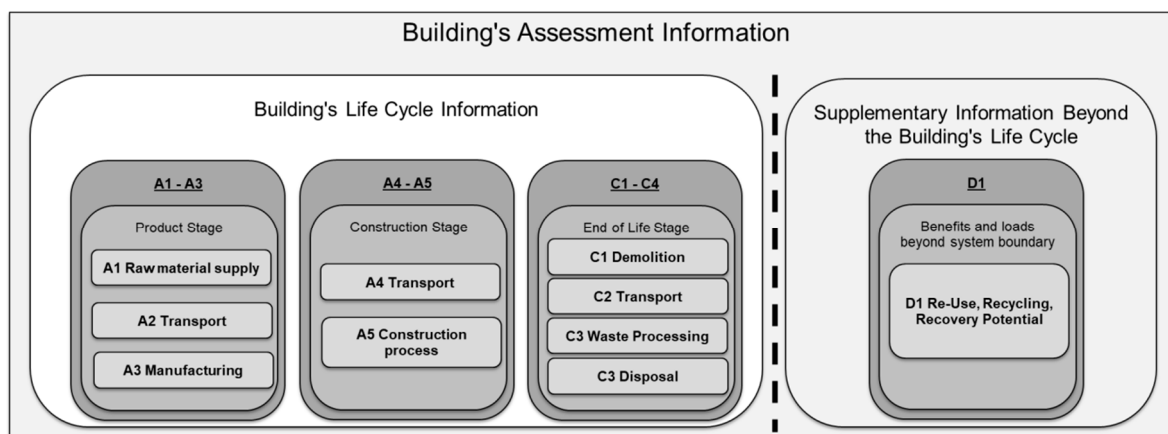 Building's Assessment Information
Building's Life Cycle Information
A1 - A3
Product Stage
A1 Raw material supply
A2 Transport
A3 Manufacturing
A4 - A5
Construction Stage
A4 Transport
A5 Construction
process
C1 - C4
End of Life Stage
C1 Demolition
C2 Transport
C3 Waste Processing
C3 Disposal
Supplementary Information Beyond
the Building's Life Cycle
D1
Benefits and loads
beyond system boundary
D1 Re-Use, Recycling,
Recovery Potential